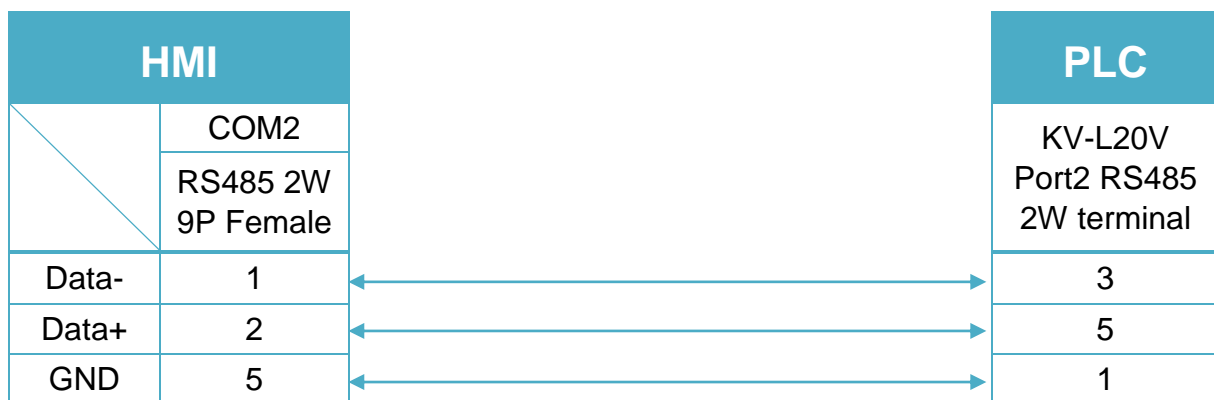 HMI
PLC
COM2
RS485 2W
9P Female
KV-L20V
Port2 RS485
2W terminal
Data- 1 3
Data+ 2 5
GND 5 1